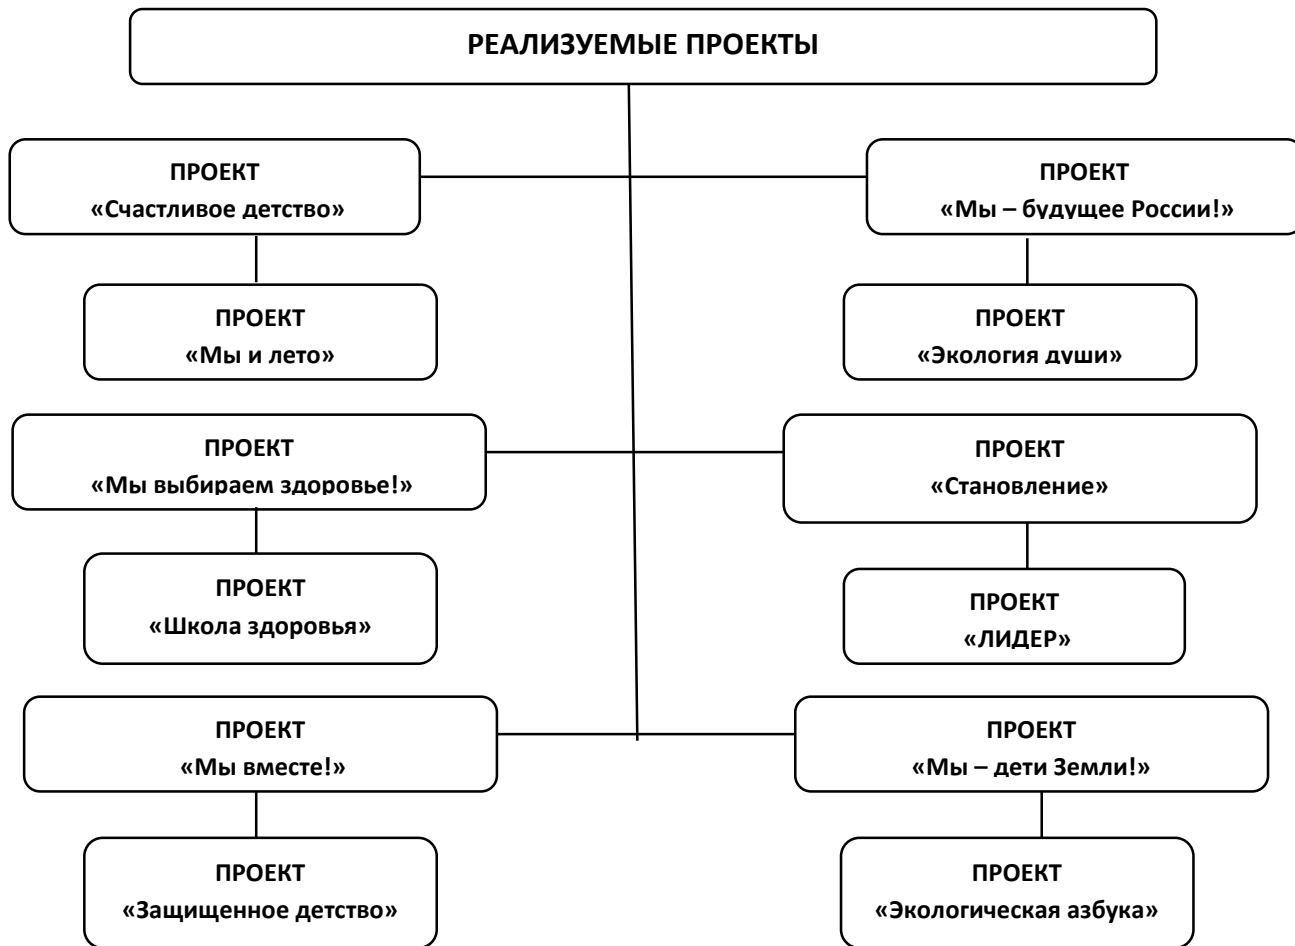 РЕАЛИЗУЕМЫЕ ПРОЕКТЫ
ПРОЕКТ
«Счастливое детство»
ПРОЕКТ
«Мы – будущее России!»
ПРОЕКТ
«Мы и лето»
ПРОЕКТ
«Экология души»
ПРОЕКТ
«Мы выбираем здоровье!»
ПРОЕКТ
«Становление»
ПРОЕКТ
«Школа здоровья»
ПРОЕКТ
«ЛИДЕР»
ПРОЕКТ
«Мы вместе!»
ПРОЕКТ
«Мы – дети Земли!»
ПРОЕКТ
«Защищенное детство»
ПРОЕКТ
«Экологическая азбука»